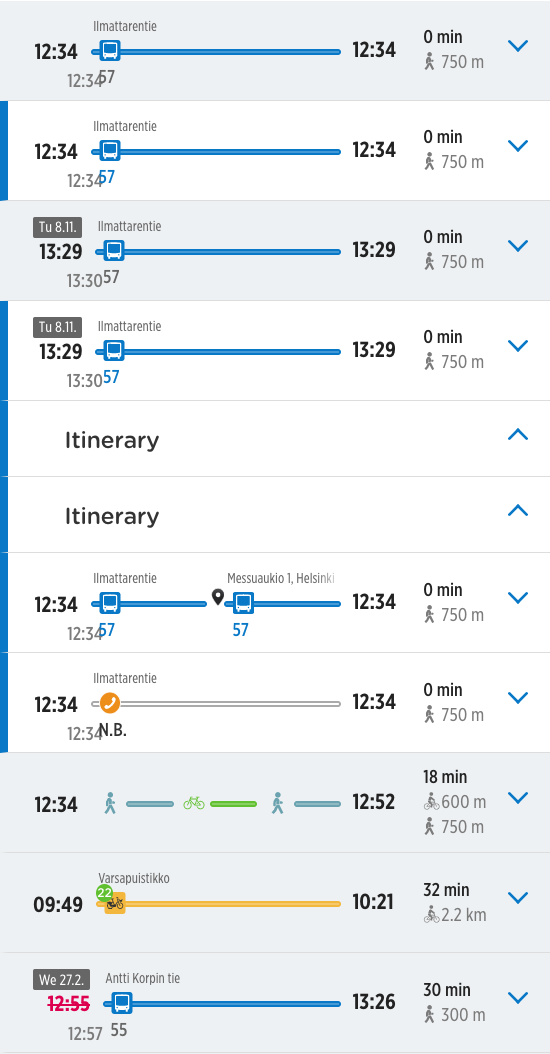 Ilmattarentie
12:34 12:34 0 min
12:34 57 750 m
Ilmattarentie
12:34 12:34 0 min
12:34 57 750 m
Tu 8.11. Ilmattarentie
13:29 13:29 0 min
13:30 57 750 m
Tu 8.11. Ilmattarentie
13:29 13:29 0 min
13:30 57 750 m
Itinerary
Itinerary
Ilmattarentie Messuaukio 1, Helsinki
12:34 12:34 0 min
12:34 57 57 750 m
Ilmattarentie
12:34 12:34 0 min
12:34 N.B. 750 m
18 min
12:34 12:52 600 m
750 m
Varsapuistikko
22
09:49 10:21 32 min
2.2 km
We 27.2. Antti Korpin tie
12:55 13:26 30 min
12:57 55 300 m